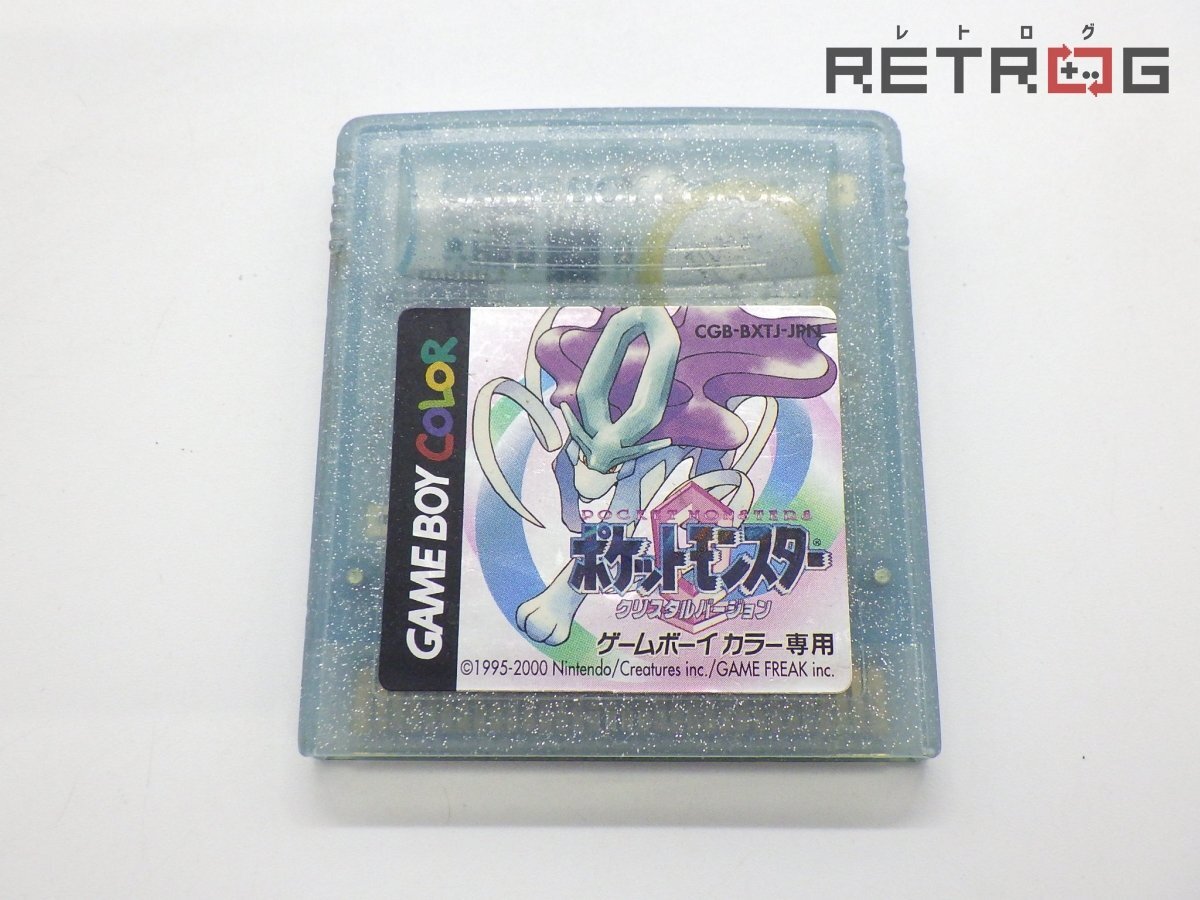 レトログ
RETROG
CGB-BXTJ-JPN
GAME BOY COLOR
POCKET MONSTERS
ポケットモンスター
クリスタルバージョン
ゲームボーイ カラー専用
©1995-2000 Nintendo/Creatures inc./GAME FREAK inc.